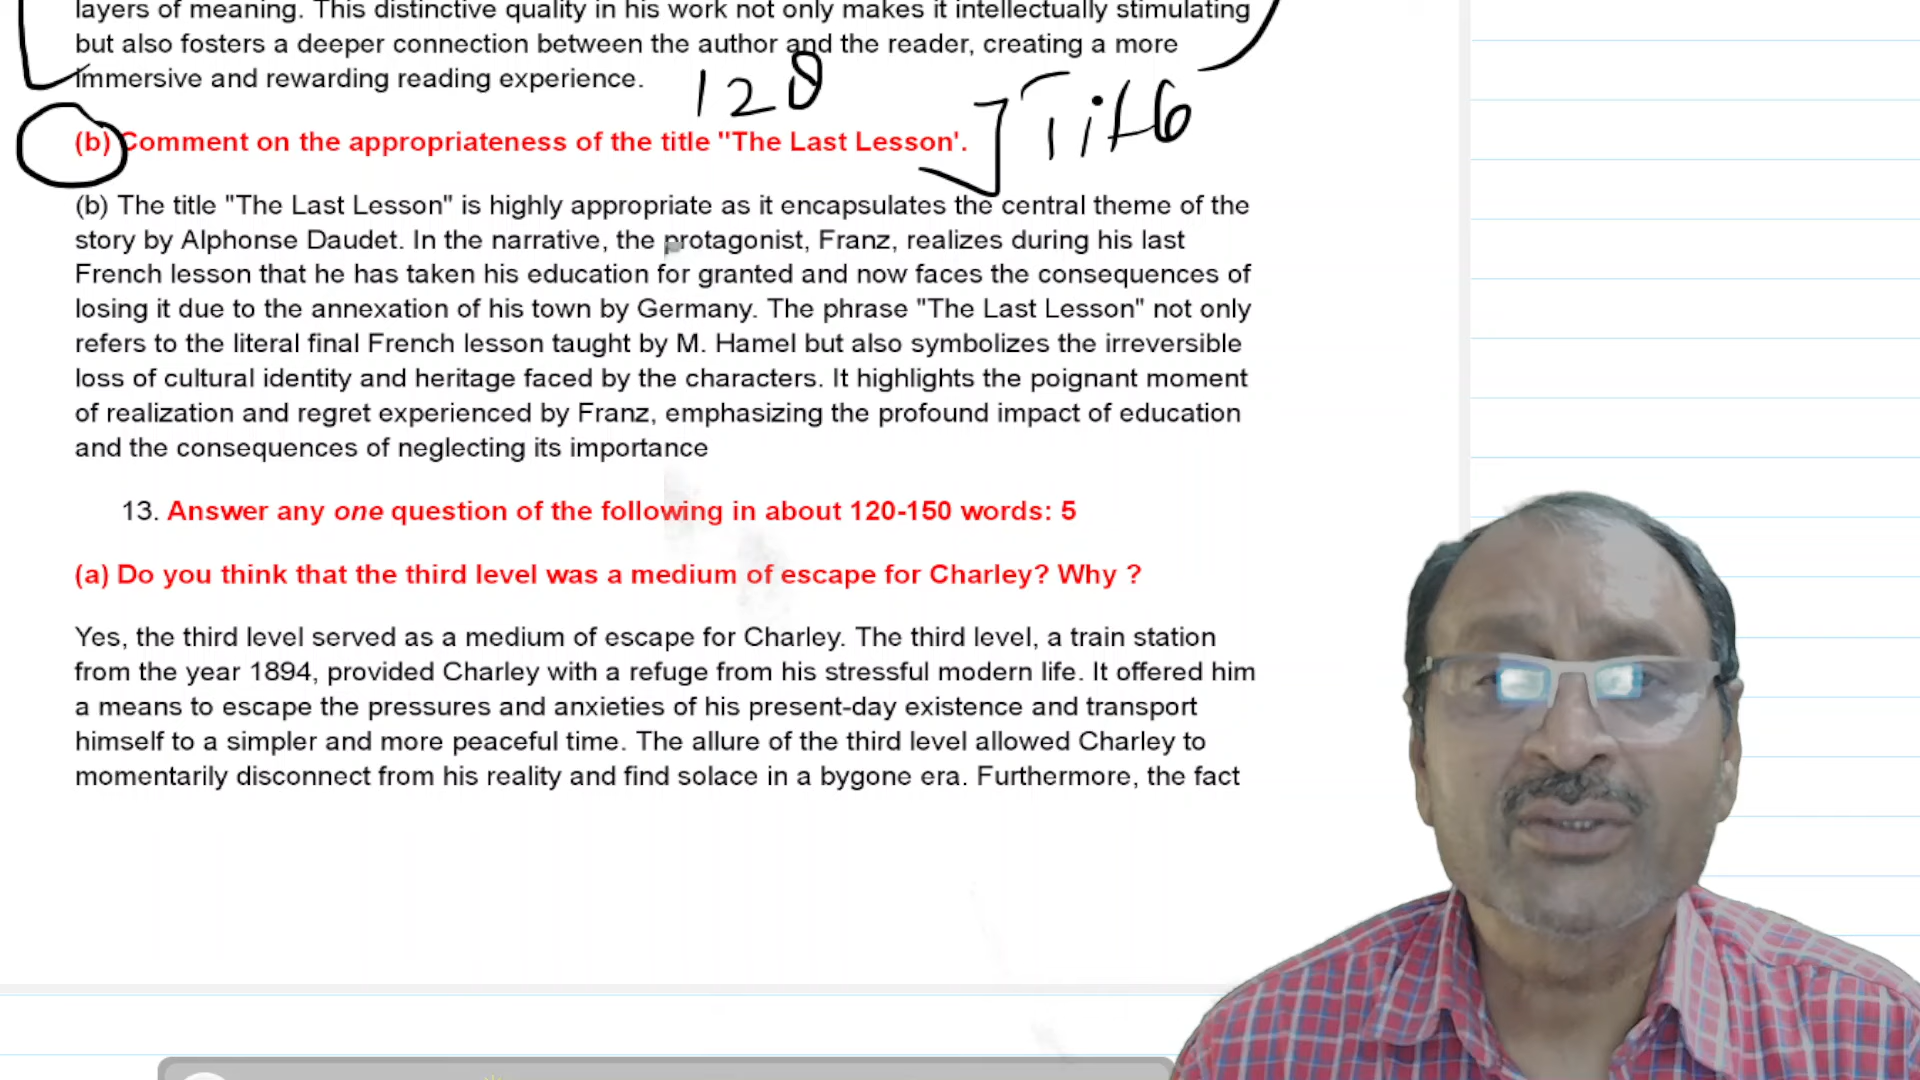 layers of meaning. This distinctive quality in his work not only makes it intellectually stimulating
but also fosters a deeper connection between the author and the reader, creating a more
immersive and rewarding reading experience.
120
(b) Comment on the appropriateness of the title "The Last Lesson'.
(b) The title "The Last Lesson" is highly appropriate as it encapsulates the central theme of the
story by Alphonse Daudet. In the narrative, the protagonist, Franz, realizes during his last
French lesson that he has taken his education for granted and now faces the consequences of
losing it due to the annexation of his town by Germany. The phrase "The Last Lesson" not only
refers to the literal final French lesson taught by M. Hamel but also symbolizes the irreversible
loss of cultural identity and heritage faced by the characters. It highlights the poignant moment
of realization and regret experienced by Franz, emphasizing the profound impact of education
and the consequences of neglecting its importance
13. Answer any one question of the following in about 120-150 words: 5
(a) Do you think that the third level was a medium of escape for Charley? Why ?
Yes, the third level served as a medium of escape for Charley. The third level, a train station
from the year 1894, provided Charley with a refuge from his stressful modern life. It offered him
a means to escape the pressures and anxieties of his present-day existence and transport
himself to a simpler and more peaceful time. The allure of the third level allowed Charley to
momentarily disconnect from his reality and find solace in a bygone era. Furthermore, the fact